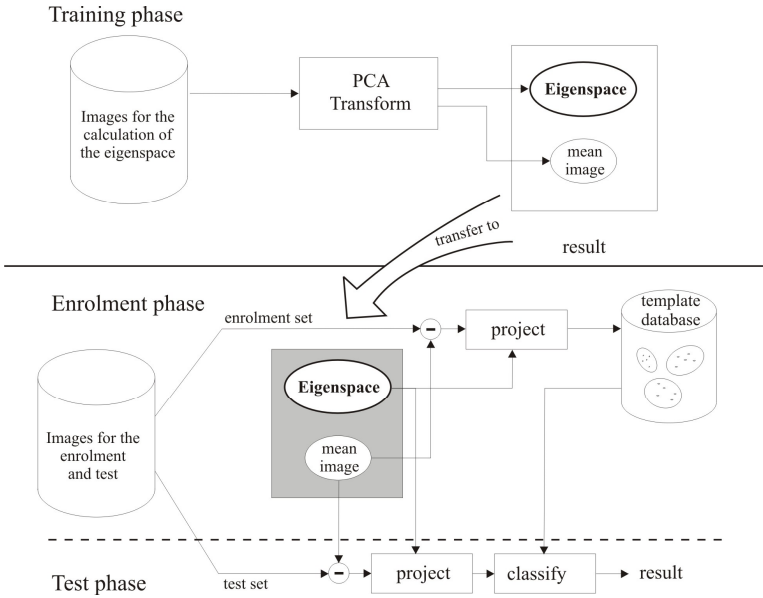 Training phase
Images for the
calculation of
the eigenspace
PCA
Transform
Eigenspace
mean
image
transfer to
result
Enrolment phase
enrolment set
-
project
template
database
Eigenspace
Images for the
enrolment
and test
mean
image
Test phase
test set
-
project
classify
result